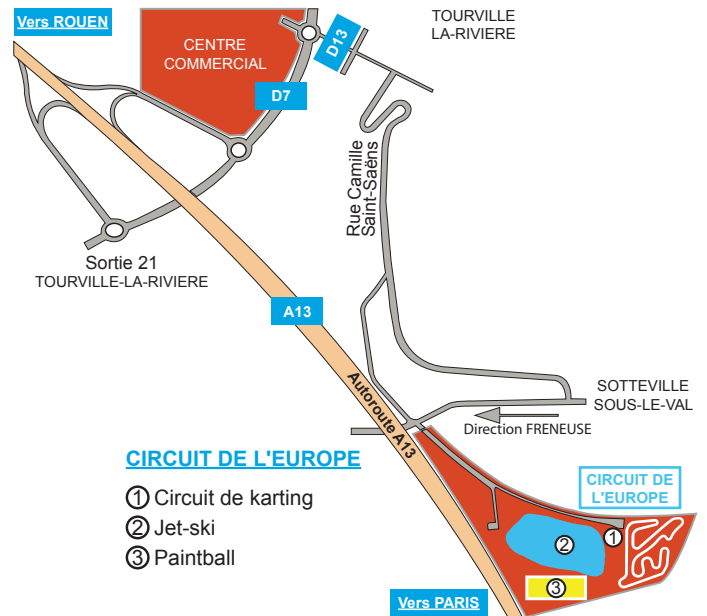 Vers ROUEN
TOURVILLE
LA-RIVIERE
CENTRE
COMMERCIAL
D13
D7
Rue Camille
Saint-Saëns
Sortie 21
TOURVILLE-LA-RIVIERE
A13
Autoroute A13
SOTTEVILLE
SOUS-LE-VAL
Direction FRENEUSE
CIRCUIT DE L'EUROPE
1 Circuit de karting
2 Jet-ski
3 Paintball
CIRCUIT DE
L'EUROPE
1
2
3
Vers PARIS